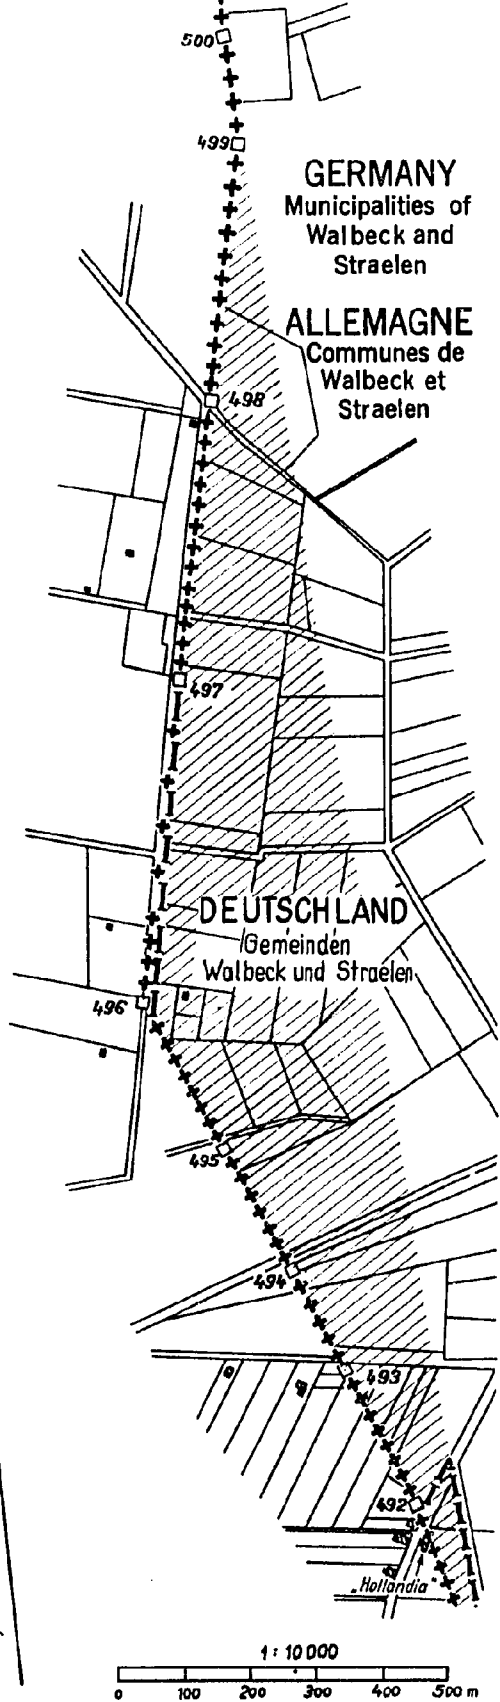 500
499
GERMANY
Municipalities of
Walbeck and
Straelen
ALLEMAGNE
Communes de
Walbeck et
Straelen
498
497
DEUTSCHLAND
Gemeinden
Walbeck und Straelen
496
495
494
493
492
„Hollandia"
1 : 10 000
0 100 200 300 400 500 m